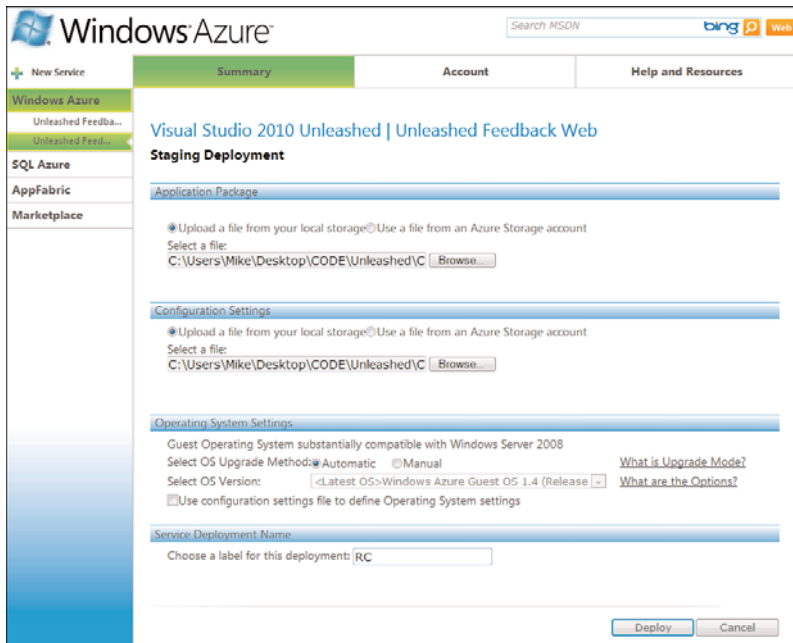 Windows Azure™
Search MSDN
bing
Web
New Service
Summary
Account
Help and Resources
Windows Azure
Unleashed Feedba...
Unleashed Feed...
SQL Azure
AppFabric
Marketplace
Visual Studio 2010 Unleashed | Unleashed Feedback Web
Staging Deployment
Application Package
Upload a file from your local storage Use a file from an Azure Storage account
Select a file:
C:\Users\Mike\Desktop\CODE\Unleashed\C Browse...
Configuration Settings
Upload a file from your local storage Use a file from an Azure Storage account
Select a file:
C:\Users\Mike\Desktop\CODE\Unleashed\C Browse...
Operating System Settings
Guest Operating System substantially compatible with Windows Server 2008
Select OS Upgrade Method: Automatic Manual What is Upgrade Mode?
Select OS Version: <Latest OS>Windows Azure Guest OS 1.4 (Release What are the Options?
Use configuration settings file to define Operating System settings
Service Deployment Name
Choose a label for this deployment: RC
Deploy Cancel